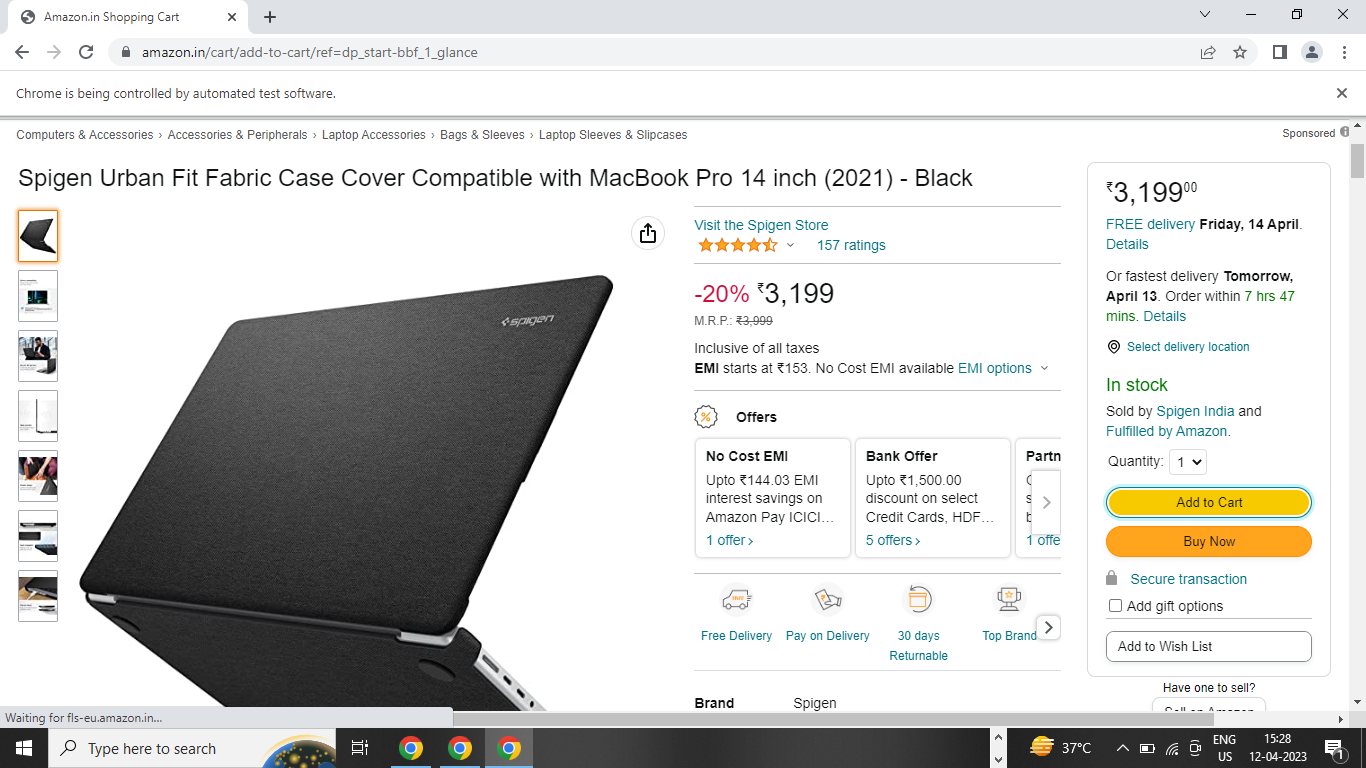 Amazon.in Shopping Cart
amazon.in/cart/add-to-cart/ref=dp_start-bbf_1_glance
Chrome is being controlled by automated test software.
Computers & Accessories › Accessories & Peripherals › Laptop Accessories › Bags & Sleeves › Laptop Sleeves & Slipcases
Sponsored
Spigen Urban Fit Fabric Case Cover Compatible with MacBook Pro 14 inch (2021) - Black
spigen
Visit the Spigen Store
157 ratings
-20% ₹3,199
M.R.P.: ₹3,999
Inclusive of all taxes
EMI starts at ₹153. No Cost EMI available EMI options
Offers
No Cost EMI
Upto ₹144.03 EMI
interest savings on
Amazon Pay ICICI…
1 offer›
Bank Offer
Upto ₹1,500.00
discount on select
Credit Cards, HDF…
5 offers›
Partn
1 offe
Free Delivery
Pay on Delivery
30 days
Returnable
Top Brand
Brand Spigen
₹3,19900
FREE delivery Friday, 14 April.
Details
Or fastest delivery Tomorrow,
April 13. Order within 7 hrs 47
mins. Details
Select delivery location
In stock
Sold by Spigen India and
Fulfilled by Amazon.
Quantity: 1
Add to Cart
Buy Now
Secure transaction
Add gift options
Add to Wish List
Have one to sell?
Sell on Amazon
Waiting for fls-eu.amazon.in...
Type here to search
37°C
ENG
US
15:28
12-04-2023
1